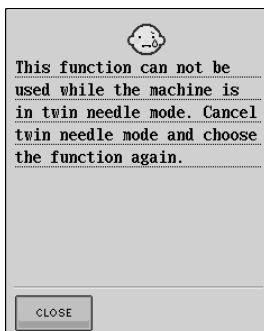 This function can not be
used while the machine is
in twin needle mode. Cancel
twin needle mode and choose
the function again.
CLOSE